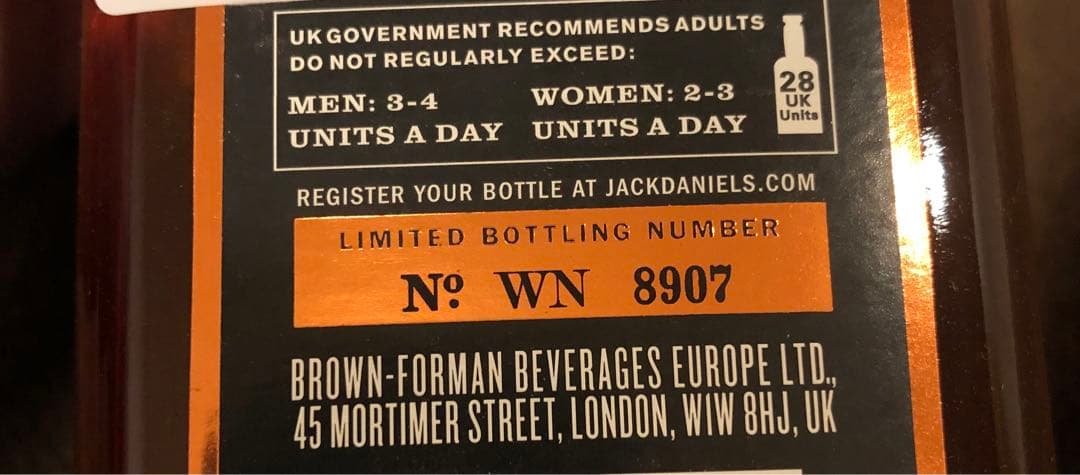 UK GOVERNMENT RECOMMENDS ADULTS
DO NOT REGULARLY EXCEED:
MEN: 3-4
UNITS A DAY
WOMEN: 2-3
UNITS A DAY
28
UK
Units
REGISTER YOUR BOTTLE AT JACKDANIELS.COM
LIMITED BOTTLING NUMBER
Nº WN 8907
BROWN-FORMAN BEVERAGES EUROPE LTD.,
45 MORTIMER STREET, LONDON, W1W 8HJ, UK